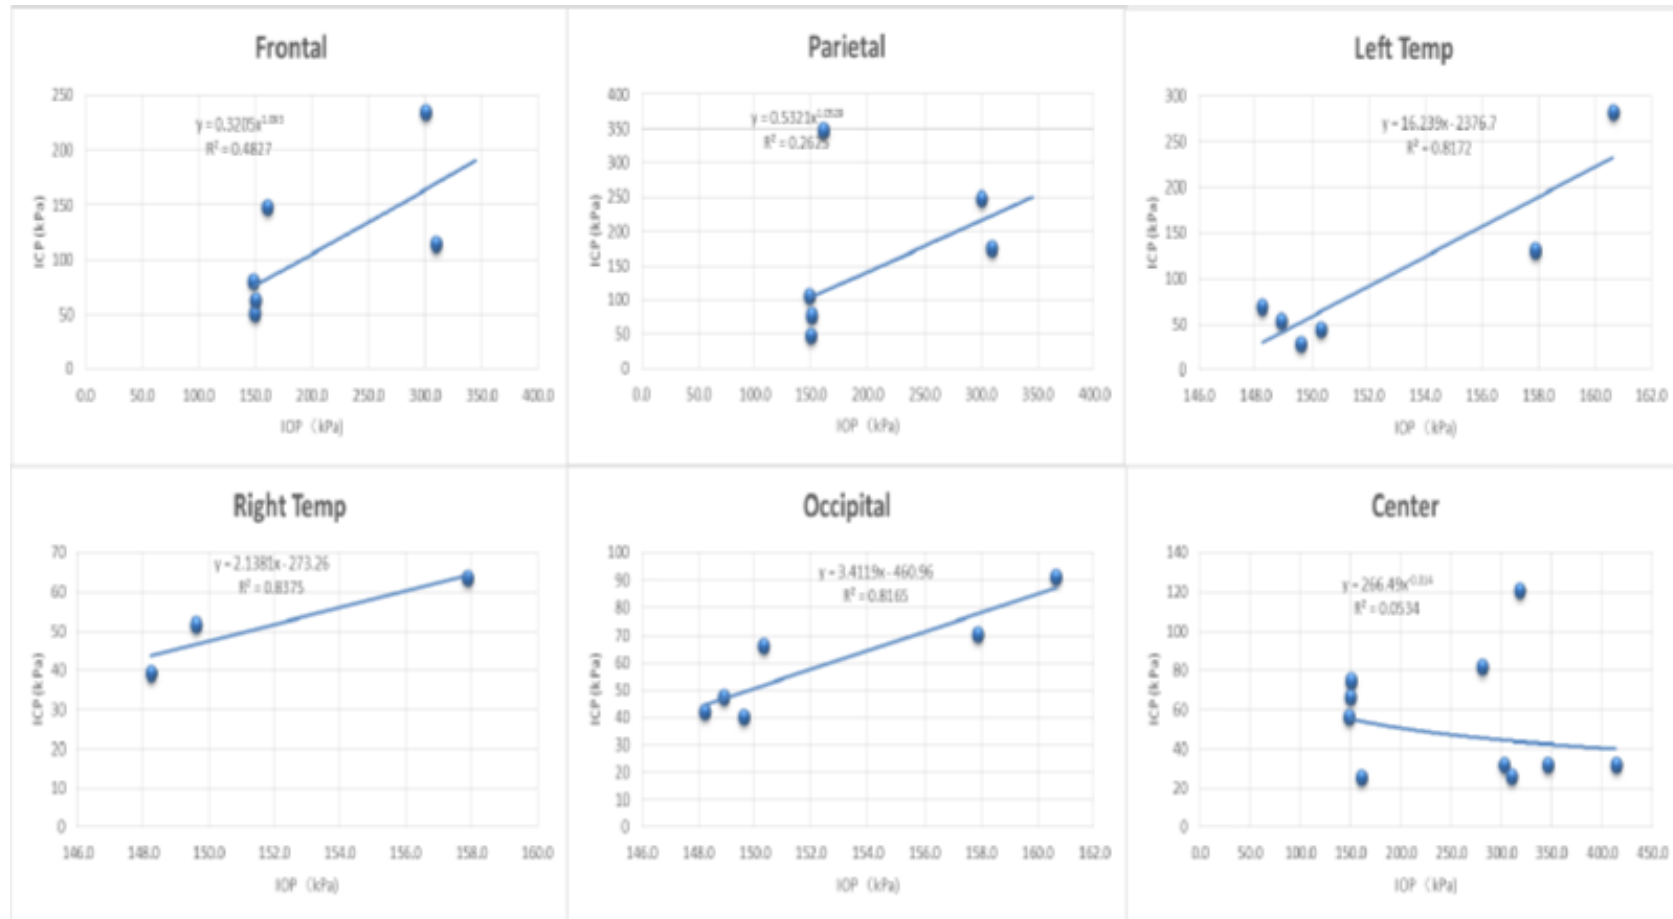 Frontal
250
200
150
100
50
0
y = 0.3205x
R² = 0.4827
ICP (kPa)
0.0 50.0 100.0 150.0 200.0 250.0 300.0 350.0 400.0
IOP (kPa)
Parietal
400
350
300
250
200
150
100
50
0
y = 0.5321x
ICP (kPa)
0.0 50.0 100.0 150.0 200.0 250.0 300.0 350.0 400.0
IOP (kPa)
Left Temp
300
250
200
150
100
50
0
y = 16.239x - 2376.7
R² = 0.8172
ICP (kPa)
146.0 148.0 150.0 152.0 154.0 156.0 158.0 160.0 162.0
IOP (kPa)
Right Temp
70
60
50
40
30
20
10
0
y = 2.1381x - 273.26
R² = 0.8375
ICP (kPa)
146.0 148.0 150.0 152.0 154.0 156.0 158.0 160.0
IOP (kPa)
Occipital
100
90
80
70
60
50
40
30
20
10
0
y = 3.4119x - 460.96
R² = 0.8165
ICP (kPa)
146.0 148.0 150.0 152.0 154.0 156.0 158.0 160.0 162.0
IOP (kPa)
Center
140
120
100
80
60
40
20
0
y = 266.49x
R² = 0.0534
ICP (kPa)
0.0 50.0 100.0 150.0 200.0 250.0 300.0 350.0 400.0 450.0
IOP (kPa)